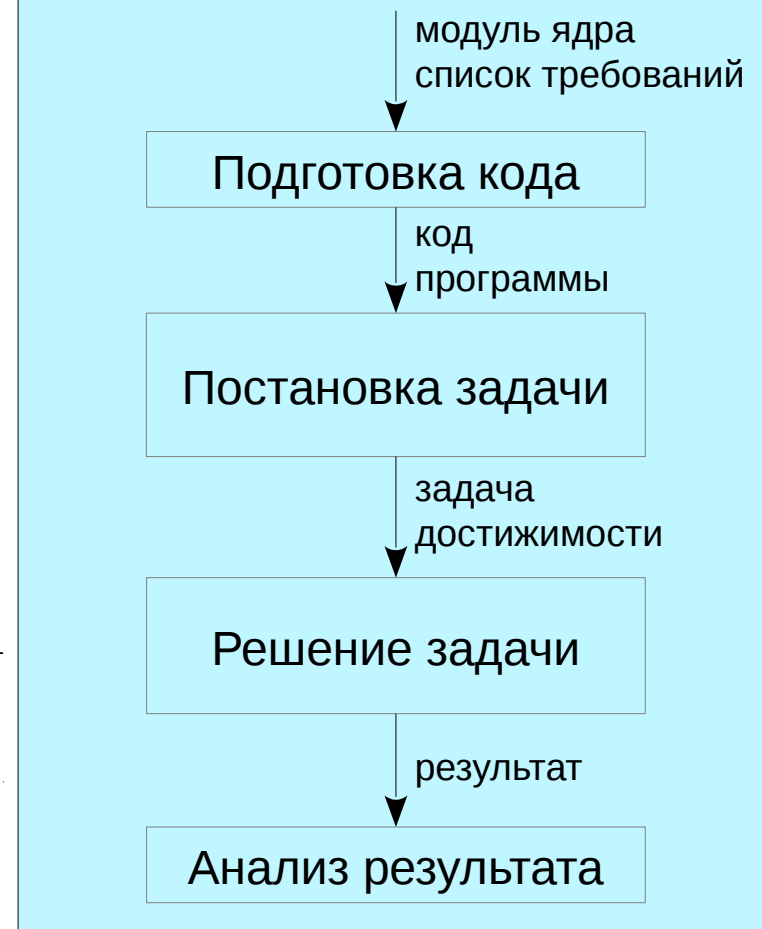 модуль ядра
список требований
Подготовка кода
код
программы
Постановка задачи
задача
достижимости
Решение задачи
результат
Анализ результата